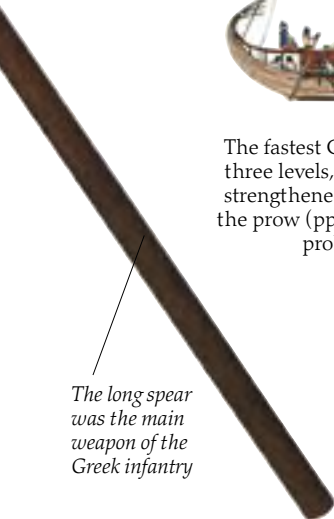 The fastest
three levels,
strengthene
the prow (pp
pro
The long spear
was the main
weapon of the
Greek infantry